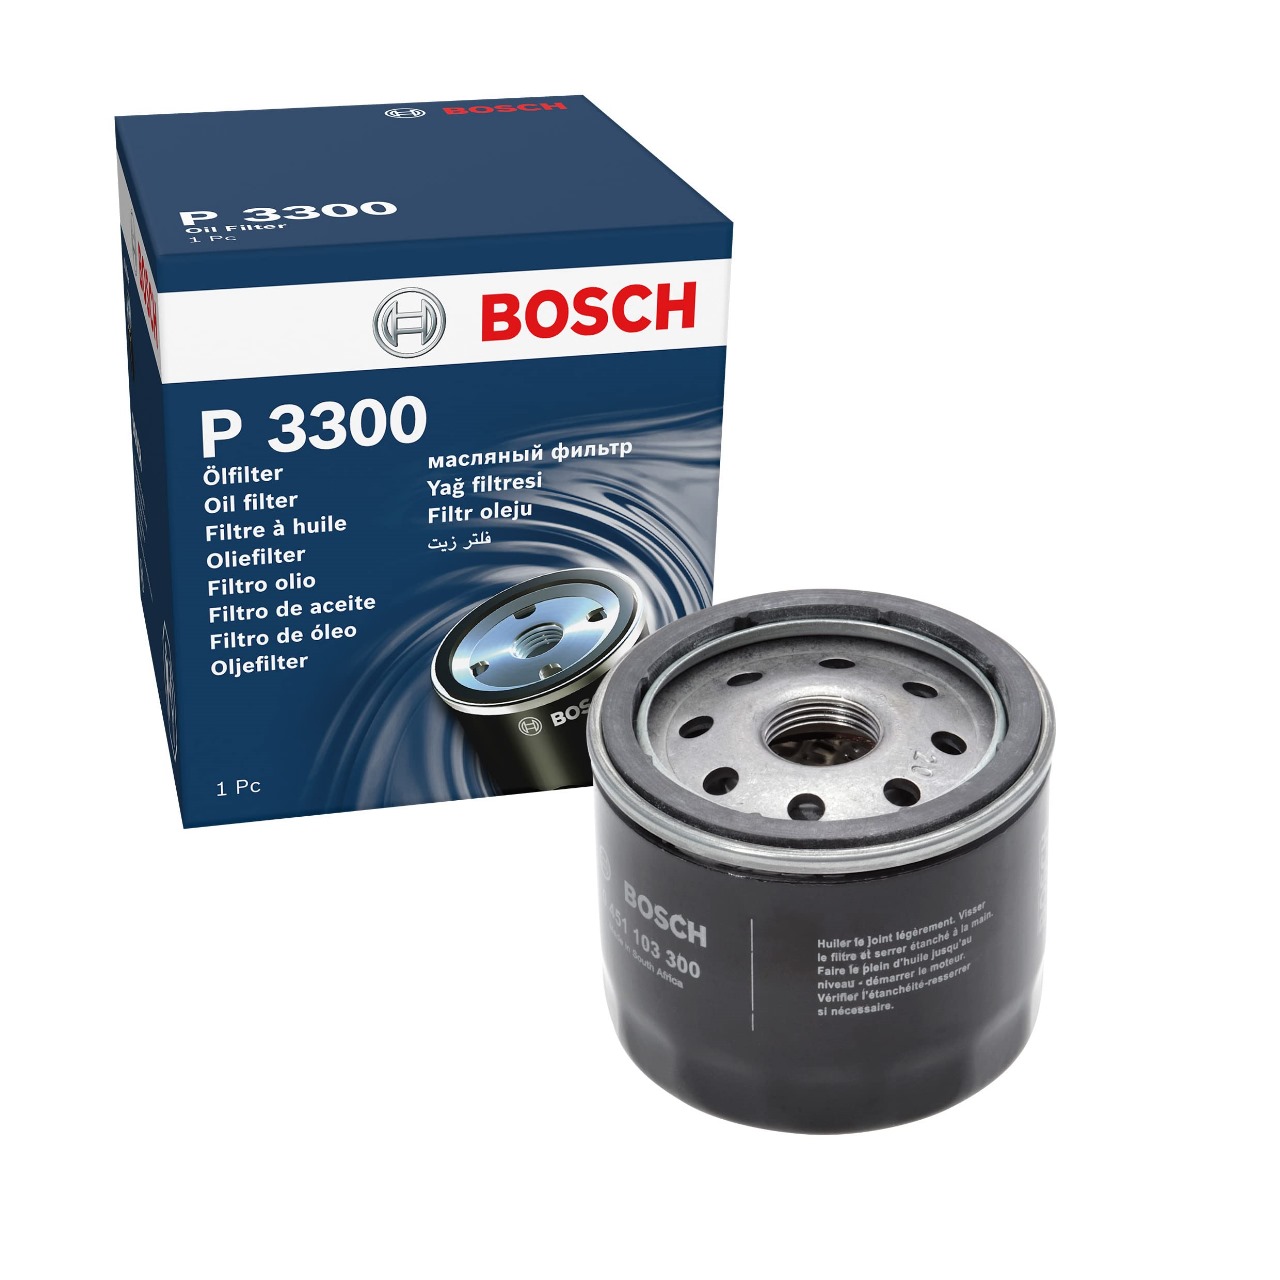 BOSCH
P 3300
Oil Filter
1 Pc
BOSCH
BOSCH
P 3300
Ölfilter
Oil filter
Filtre à huile
Oliefilter
Filtro olio
Filtro de aceite
Filtro de óleo
Oljefilter
масляный фильтр
Yağ filtresi
Filtr oleju
فلتر زيت
1 Pc
BOSCH
451 103 300
Made in South Africa
Huiler le joint légèrement. Visser
le filtre et serrer étanché à la main.
Faire le plein d'huile jusqu'au
niveau - démarrer le moteur.
Vérifier l'étanchéité-resserrer
si nécessaire.